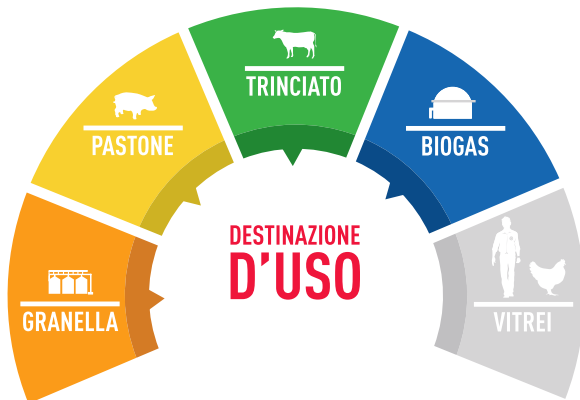 TRINCIATO
PASTONE
BIOGAS
DESTINAZIONE
D'USO
GRANELLA
VITREI